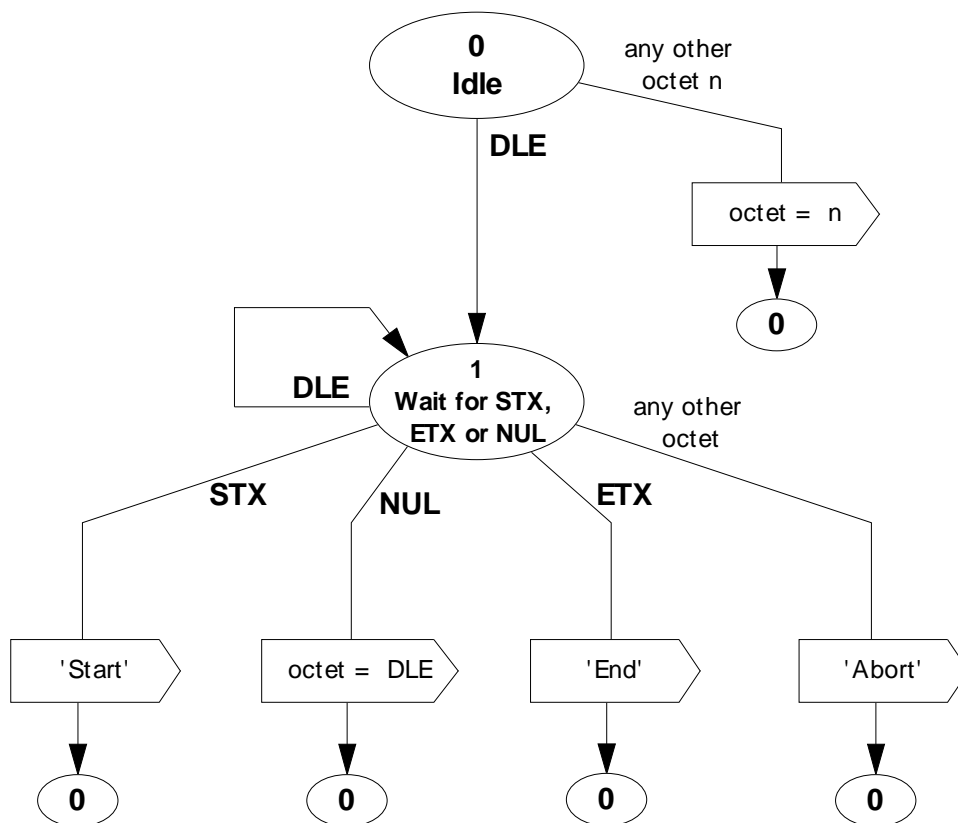 0
Idle
any other
octet n
DLE
octet = n
0
DLE
1
Wait for STX,
ETX or NUL
any other
octet
STX
NUL
ETX
'Start'
octet = DLE
'End'
'Abort'
0
0
0
0